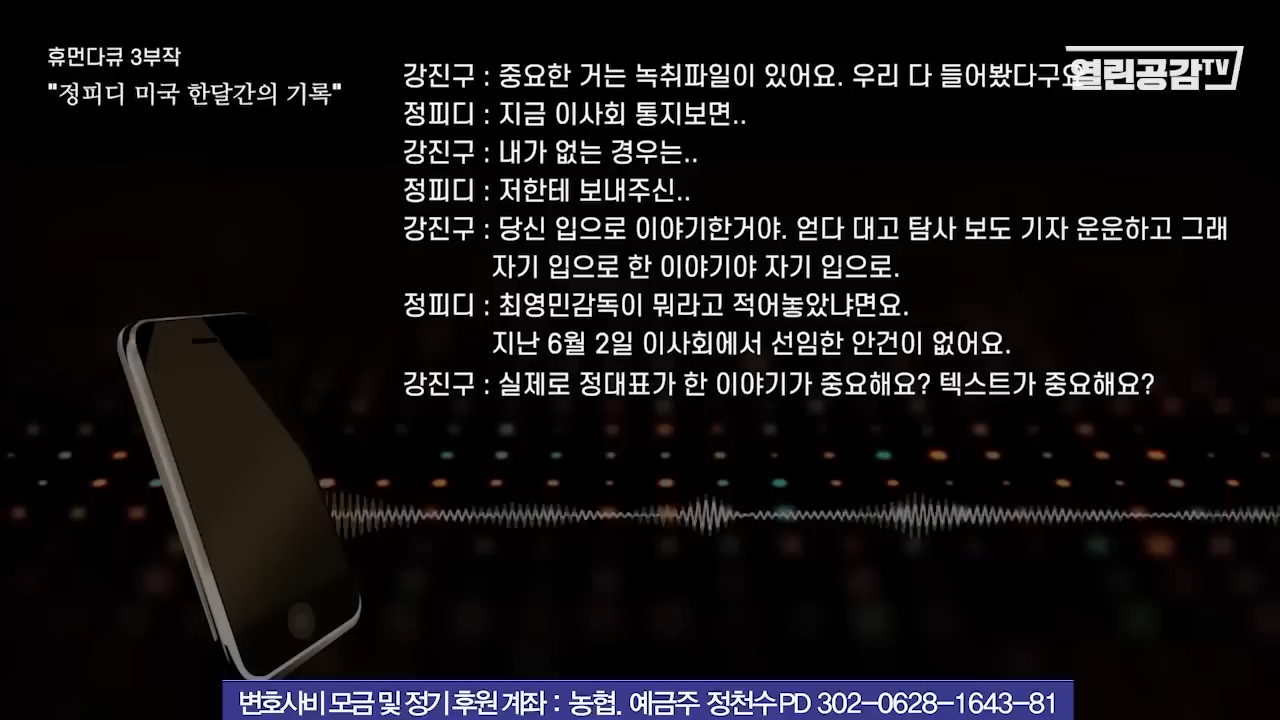 휴먼다큐 3부작
"정피디 미국 한달간의 기록"
열린공감TV
강진구 : 중요한 거는 녹취파일이 있어요. 우리 다 들어봤다구요
정피디 : 지금 이사회 통지보면..
강진구 : 내가 없는 경우는..
정피디 : 저한테 보내주신..
강진구 : 당신 입으로 이야기한거야. 얻다 대고 탐사 보도 기자 운운하고 그래
자기 입으로 한 이야기야 자기 입으로.
정피디 : 최영민감독이 뭐라고 적어놓았냐면요.
지난 6월 2일 이사회에서 선임한 안건이 없어요.
강진구 : 실제로 정대표가 한 이야기가 중요해요? 텍스트가 중요해요?
변호사비 모금 및 정기 후원 계좌 : 농협. 예금주 정천수PD 302-0628-1643-81